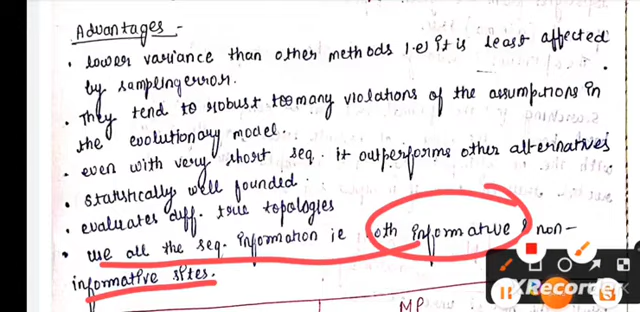 Advantages -
• lower variance than other methods i.e. it is least affected
by sampling error.
• They tend to robust too many violations of the assumptions in
the evolutionary model.
• even with very short seq. it outperforms other alternatives
• statistically well founded.
• evaluates diff. true topologies
• use all the seq. information ie oth informative & non-
informative sites.
MP
XRecorder